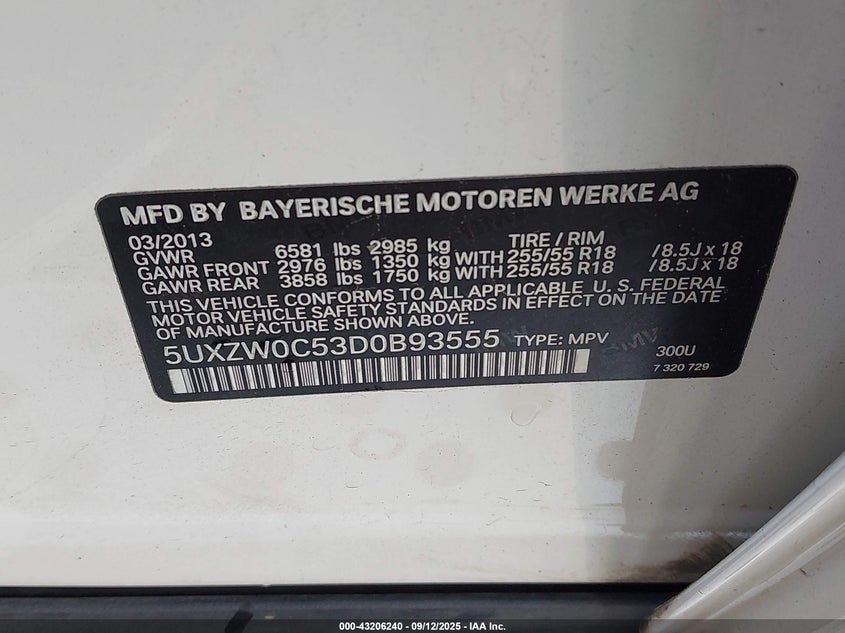 MFD BY BAYERISCHE MOTOREN WERKE AG
03/2013 TIRE / RIM
GVWR 6581 lbs 2985 kg
GAWR FRONT 2976 lbs 1350 kg WITH 255/55 R18 /8.5J x 18
GAWR REAR 3858 lbs 1750 kg WITH 255/55 R18 /8.5J x 18
THIS VEHICLE CONFORMS TO ALL APPLICABLE U. S. FEDERAL
MOTOR VEHICLE SAFETY STANDARDS IN EFFECT ON THE DATE
OF MANUFACTURE SHOWN ABOVE.
5UXZW0C53D0B93555 TYPE: MPV 300U
7 320 729
000-43206240 - 09/12/2025 - IAA Inc.